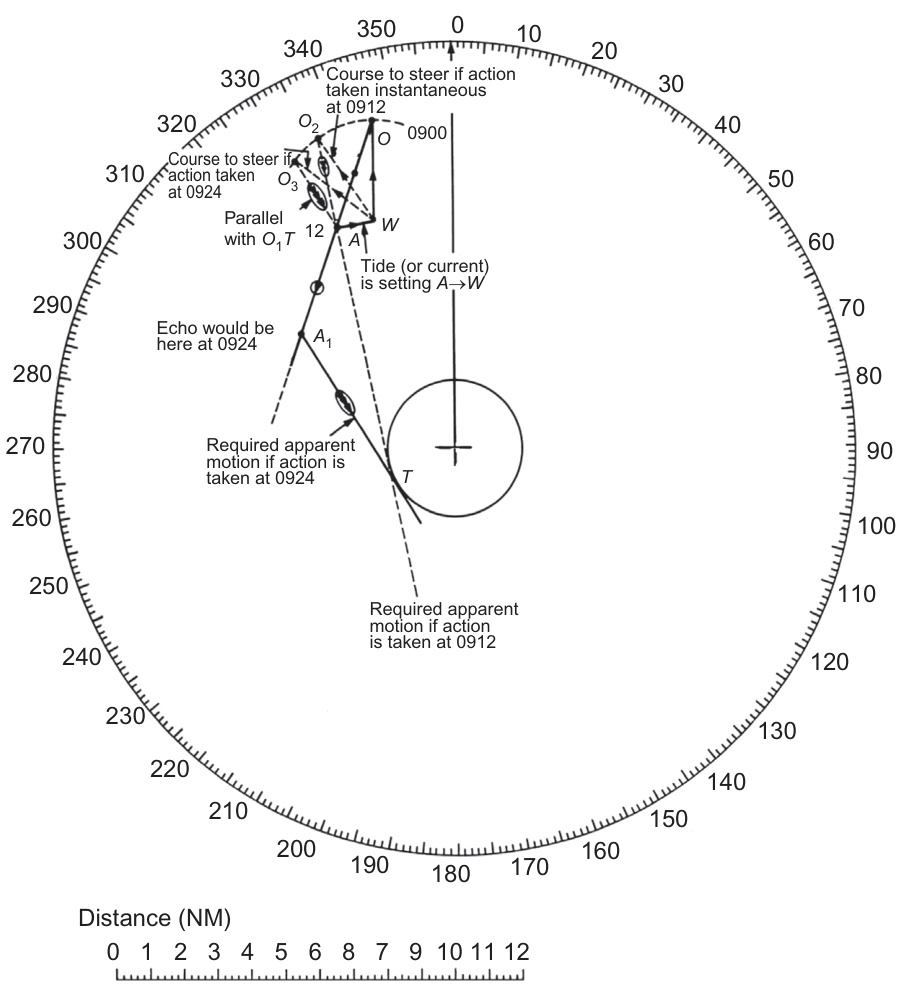 0
10
20
30
40
50
60
70
80
90
100
110
120
130
140
150
160
170
180
190
200
210
220
230
240
250
260
270
280
290
300
310
320
330
340
350
Course to steer if action
taken instantaneous
at 0912
O2
O
0900
Course to steer if
action taken
at 0924
O3
Parallel
with O1T
12
A
W
Tide (or current)
is setting A→W
Echo would be
here at 0924
A1
Required apparent
motion if action is
taken at 0924
T
Required apparent
motion if action
is taken at 0912
Distance (NM)
0 1 2 3 4 5 6 7 8 9 10 11 12